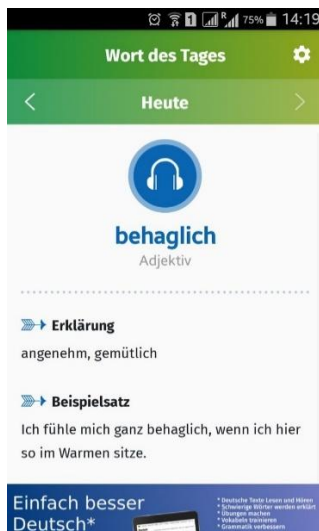 1 R 75% 14:19
Wort des Tages
Heute
behaglich
Adjektiv
Erklärung
angenehm, gemütlich
Beispielsatz
Ich fühle mich ganz behaglich, wenn ich hier
so im Warmen sitze.
Einfach besser
Deutsch*
* Deutsche Texte Lesen und Hören
* Schwierige Wörter werden erklärt
* Übungen machen
* Vokabeln trainieren
* Grammatik verbessern